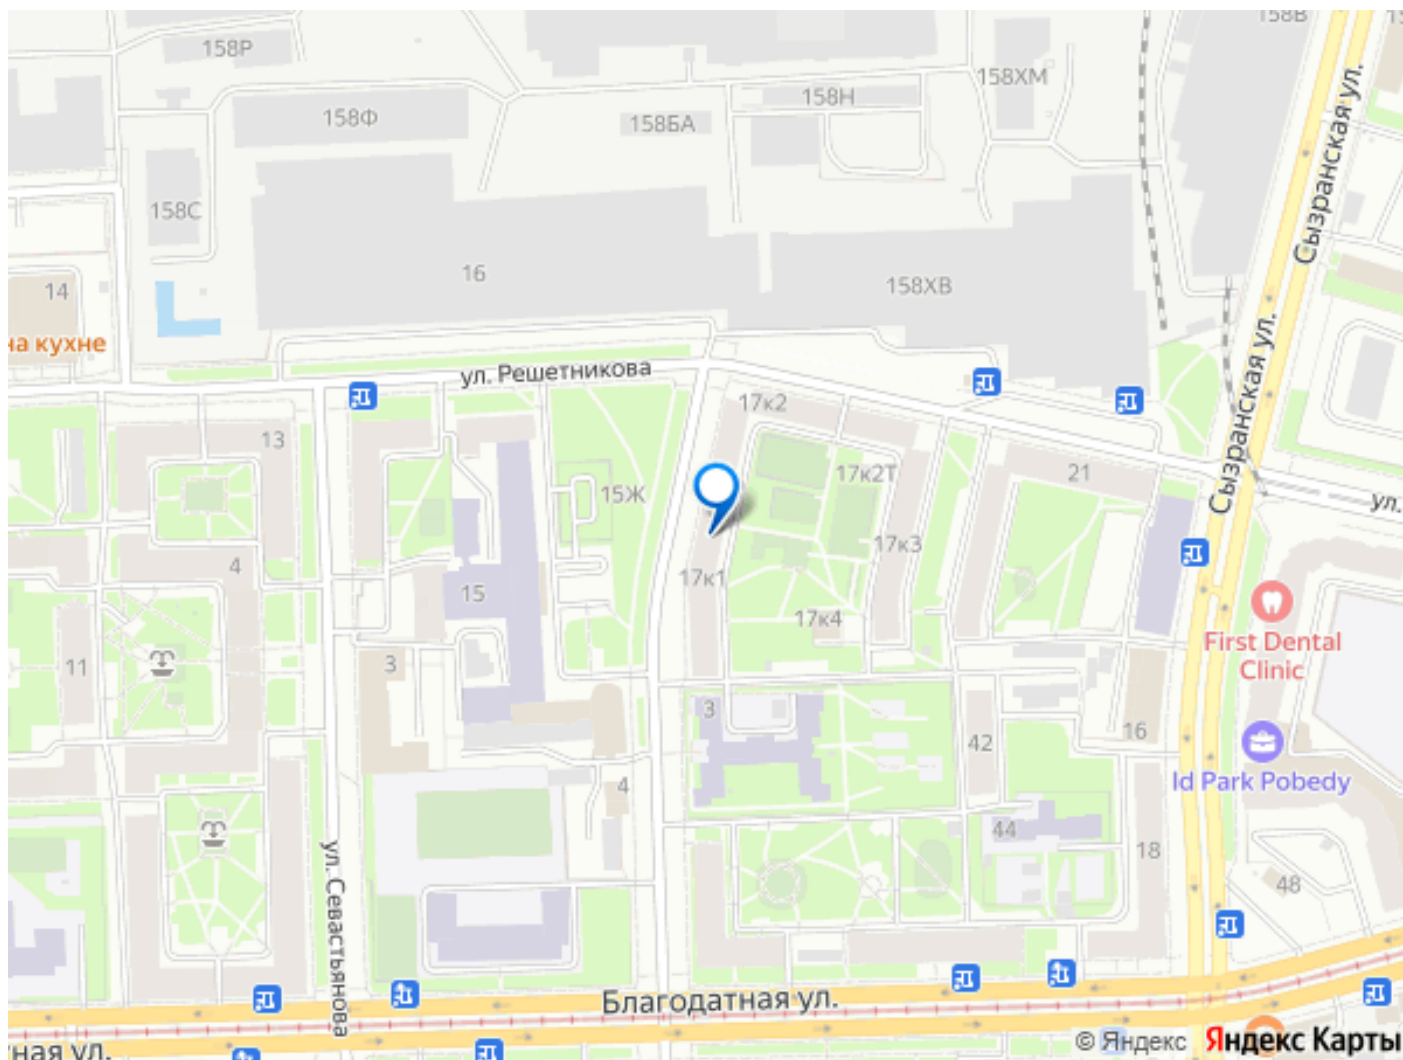 158Р
158В
158ХМ
158Н
158Ф
158БА
Сызранская ул.
158С
16
158ХВ
14
на кухне
ул. Решетникова
Сызранская ул.
17к2
13
21
17к2Т
15Ж
ул.
17к3
4
17к1
15
17к4
First Dental
Clinic
3
11
3
16
42
Id Park Pobedy
4
44
18
ул. Севастьянова
48
Благодатная ул.
© Яндекс Яндекс Карты
ная ул.